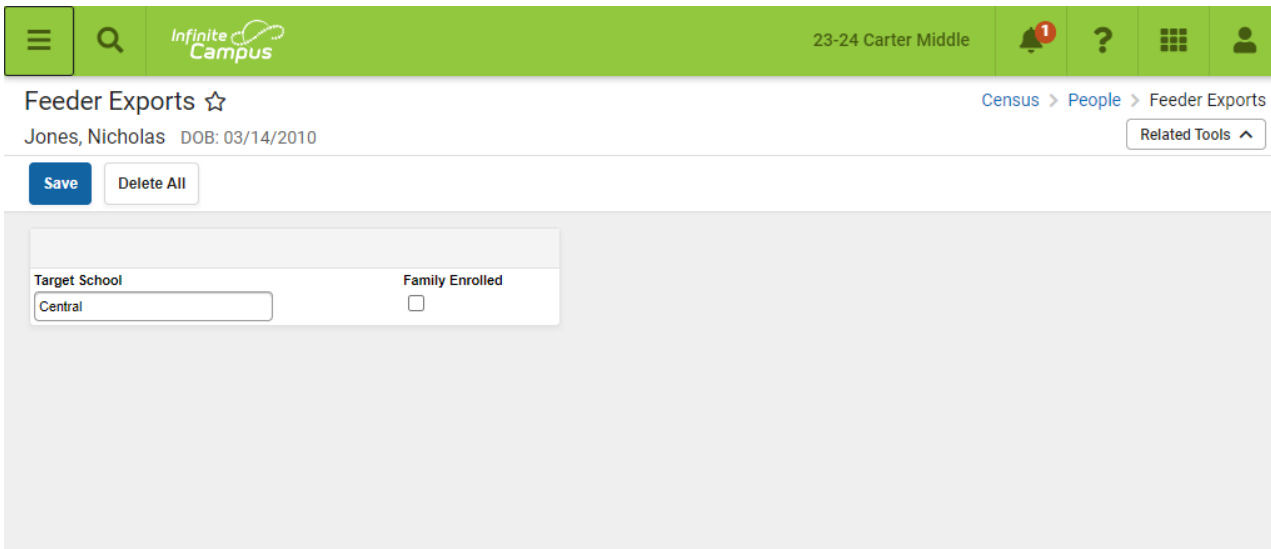 Infinite Campus
23-24 Carter Middle
1
?
Feeder Exports
Census > People > Feeder Exports
Jones, Nicholas DOB: 03/14/2010
Related Tools
Save
Delete All
Target School
Family Enrolled
Central